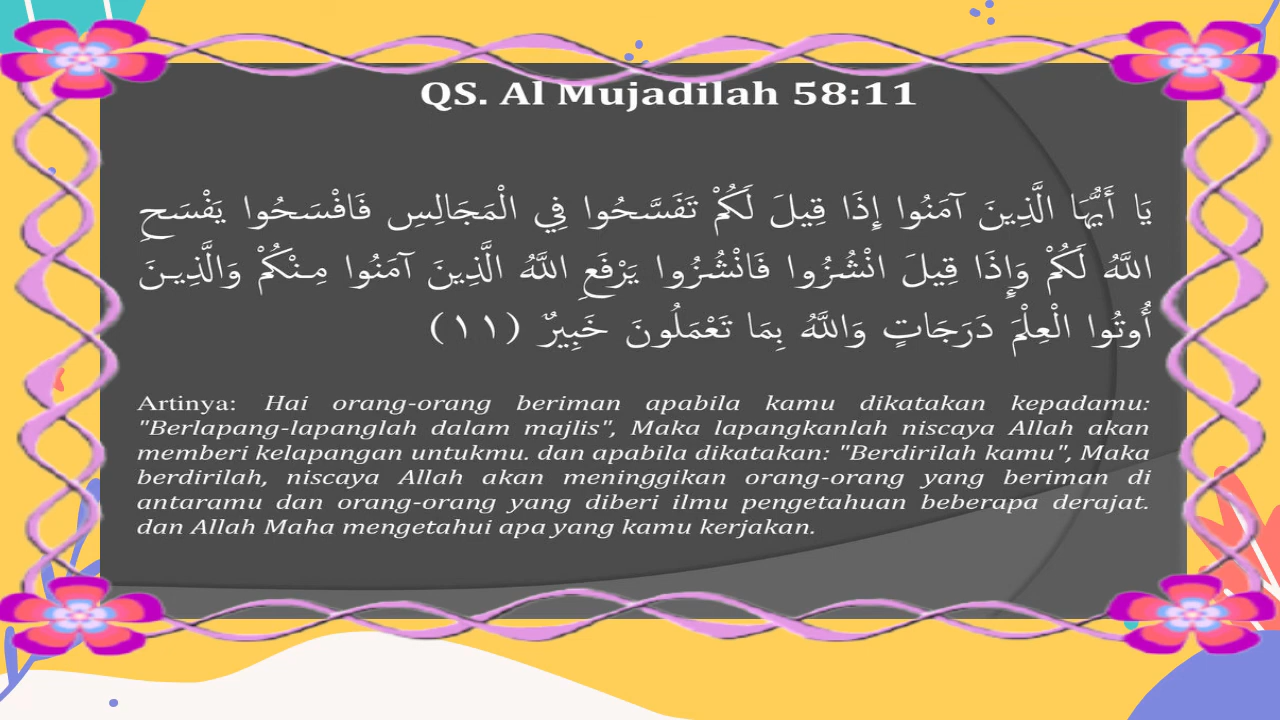 QS. Al Mujadilah 58:11
يَا أَيُّهَا الَّذِينَ آمَنُوا إِذَا قِيلَ لَكُمْ تَفَسَّحُوا فِي الْمَجَالِسِ فَافْسَحُوا يَفْسَحِ
اللَّهُ لَكُمْ وَإِذَا قِيلَ انْشُزُوا فَانْشُزُوا يَرْفَعِ اللَّهُ الَّذِينَ آمَنُوا مِنْكُمْ وَالَّذِينَ
أُوتُوا الْعِلْمَ دَرَجَاتٍ وَاللَّهُ بِمَا تَعْمَلُونَ خَبِيرٌ (١١)
Artinya: Hai orang-orang beriman apabila kamu dikatakan kepadamu:
"Berlapang-lapanglah dalam majlis", Maka lapangkanlah niscaya Allah akan
memberi kelapangan untukmu. dan apabila dikatakan: "Berdirilah kamu", Maka
berdirilah, niscaya Allah akan meninggikan orang-orang yang beriman di
antaramu dan orang-orang yang diberi ilmu pengetahuan beberapa derajat.
dan Allah Maha mengetahui apa yang kamu kerjakan.